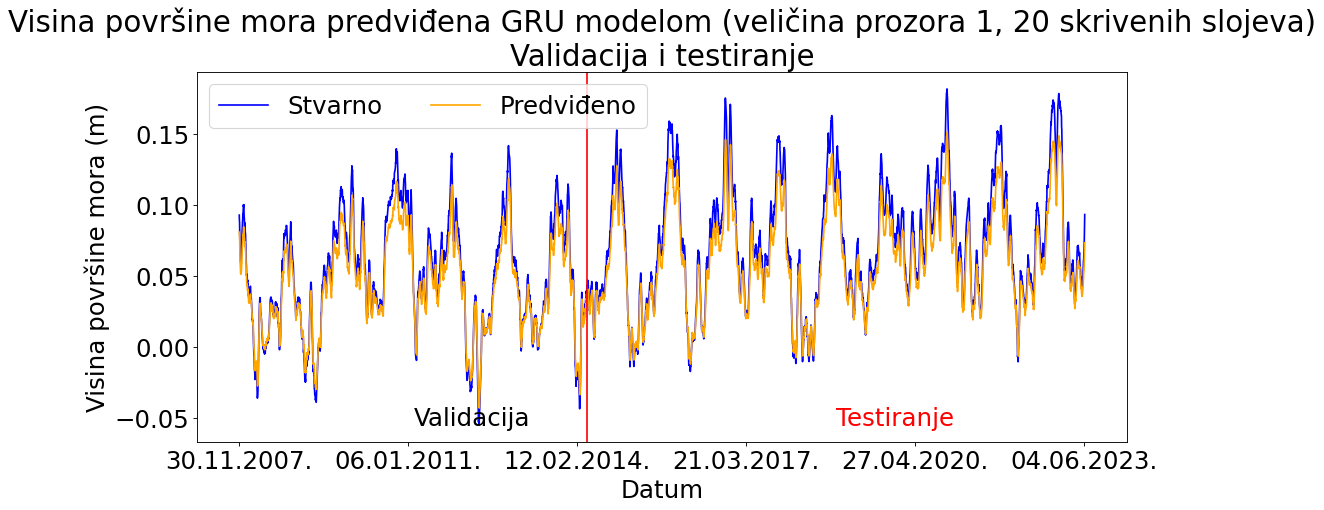 Visina površine mora predviđena GRU modelom (veličina prozora 1, 20 skrivenih slojeva)
Validacija i testiranje
Stvarno
Predviđeno
Visina površine mora (m)
0.15
0.10
0.05
0.00
−0.05
Validacija
Testiranje
30.11.2007.
06.01.2011.
12.02.2014.
21.03.2017.
27.04.2020.
04.06.2023.
Datum